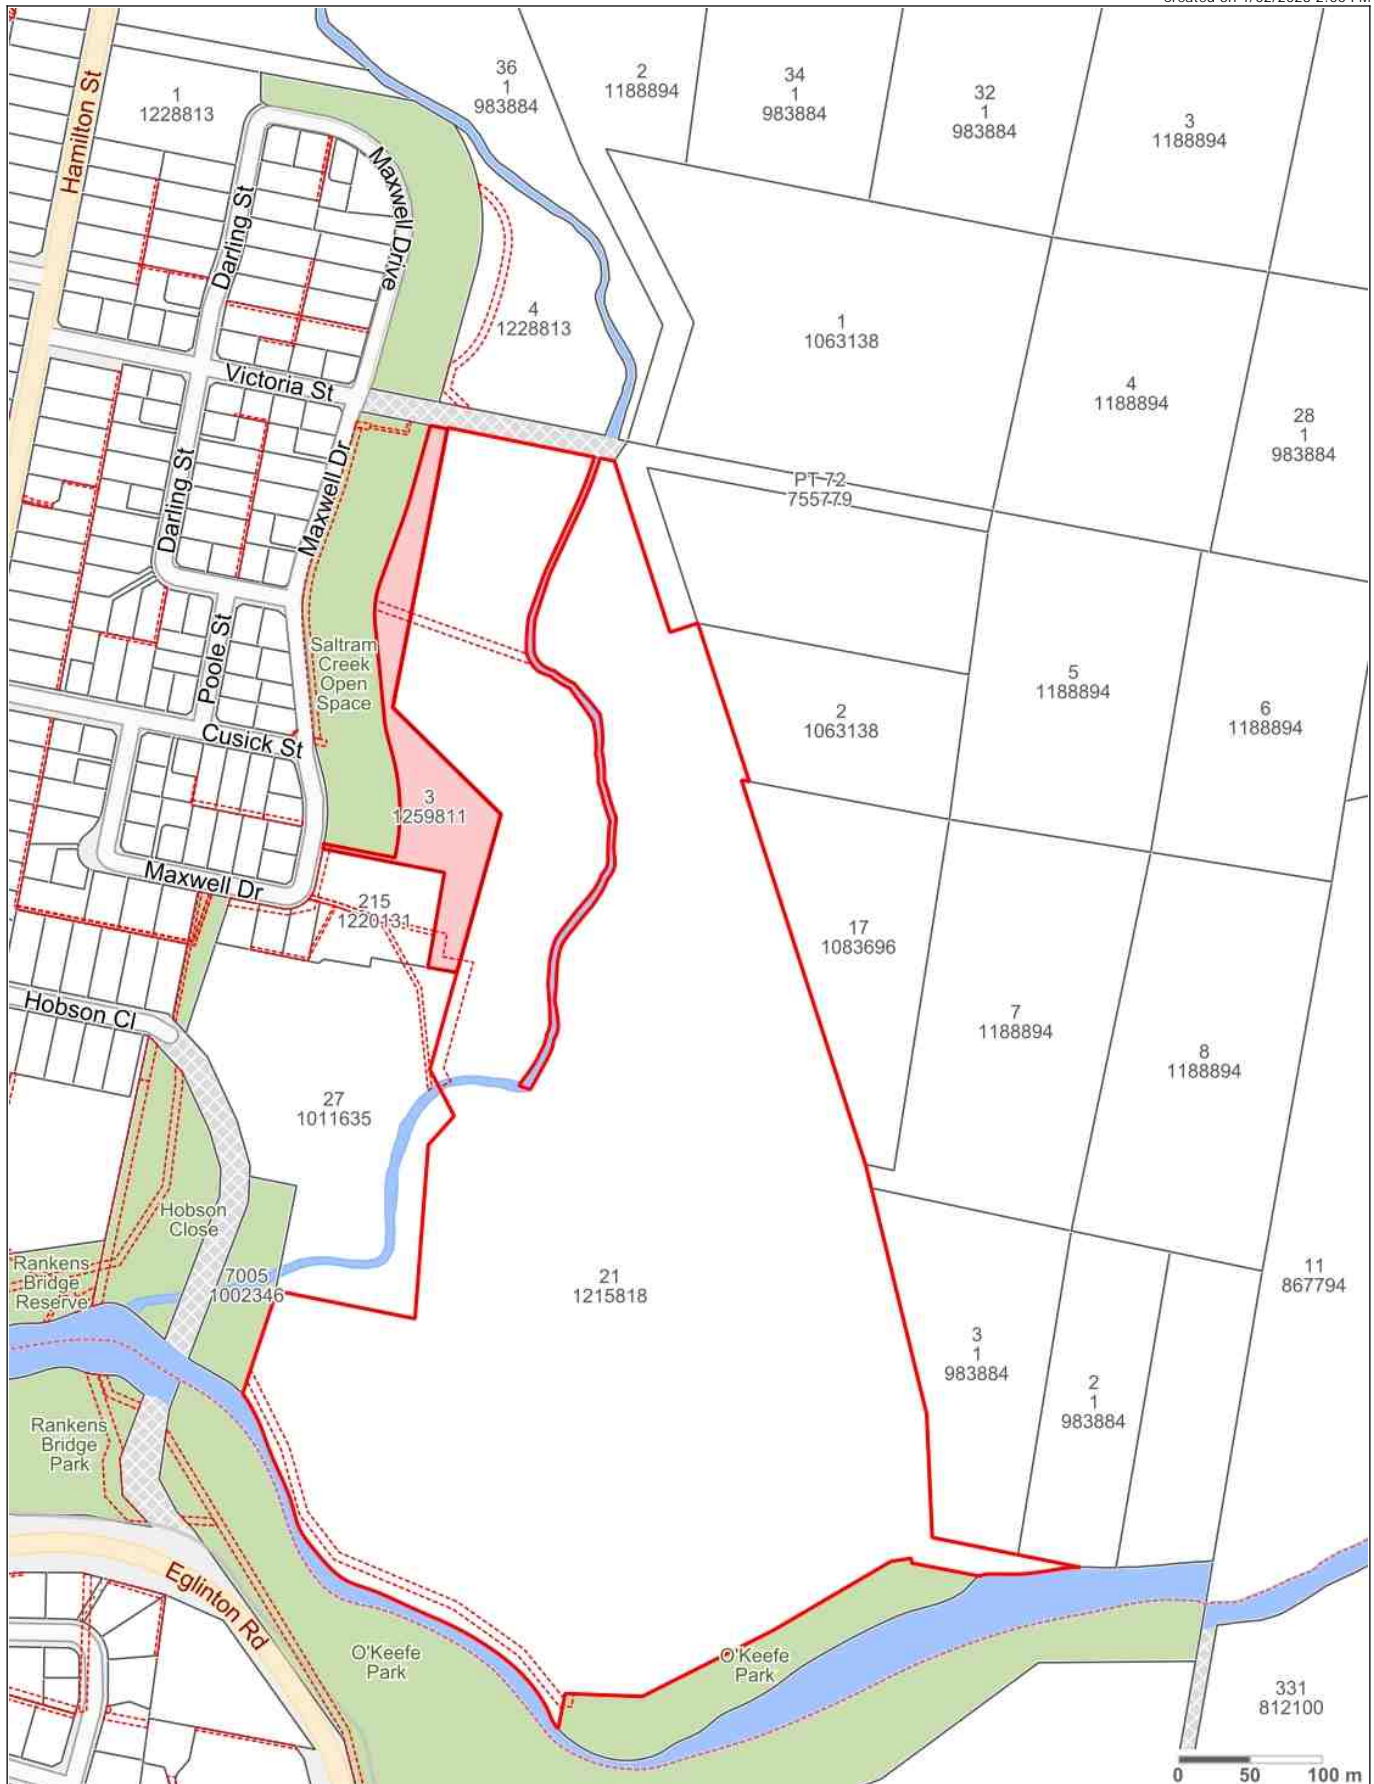 36
1
983884
2
1188894
34
1
983884
32
1
983884
3
1188894
1
1228813
Hamilton St
Maxwell Drive
Darling St
4
1228813
1
1063138
Victoria St
4
1188894
28
1
983884
Darling St
Maxwell Dr
PT 72
755779
Poole St
Saltram
Creek
Open
Space
5
1188894
6
1188894
2
1063138
Cusick St
3
1259811
Maxwell Dr
215
1220131
17
1083696
Hobson Cl
7
1188894
8
1188894
27
1011635
Hobson
Close
Rankens
Bridge
Reserve
7005
1002346
21
1215818
11
867794
3
1
983884
2
1
983884
Rankens
Bridge
Park
Eglinton Rd
O'Keefe
Park
O'Keefe
Park
331
812100
0 50 100 m